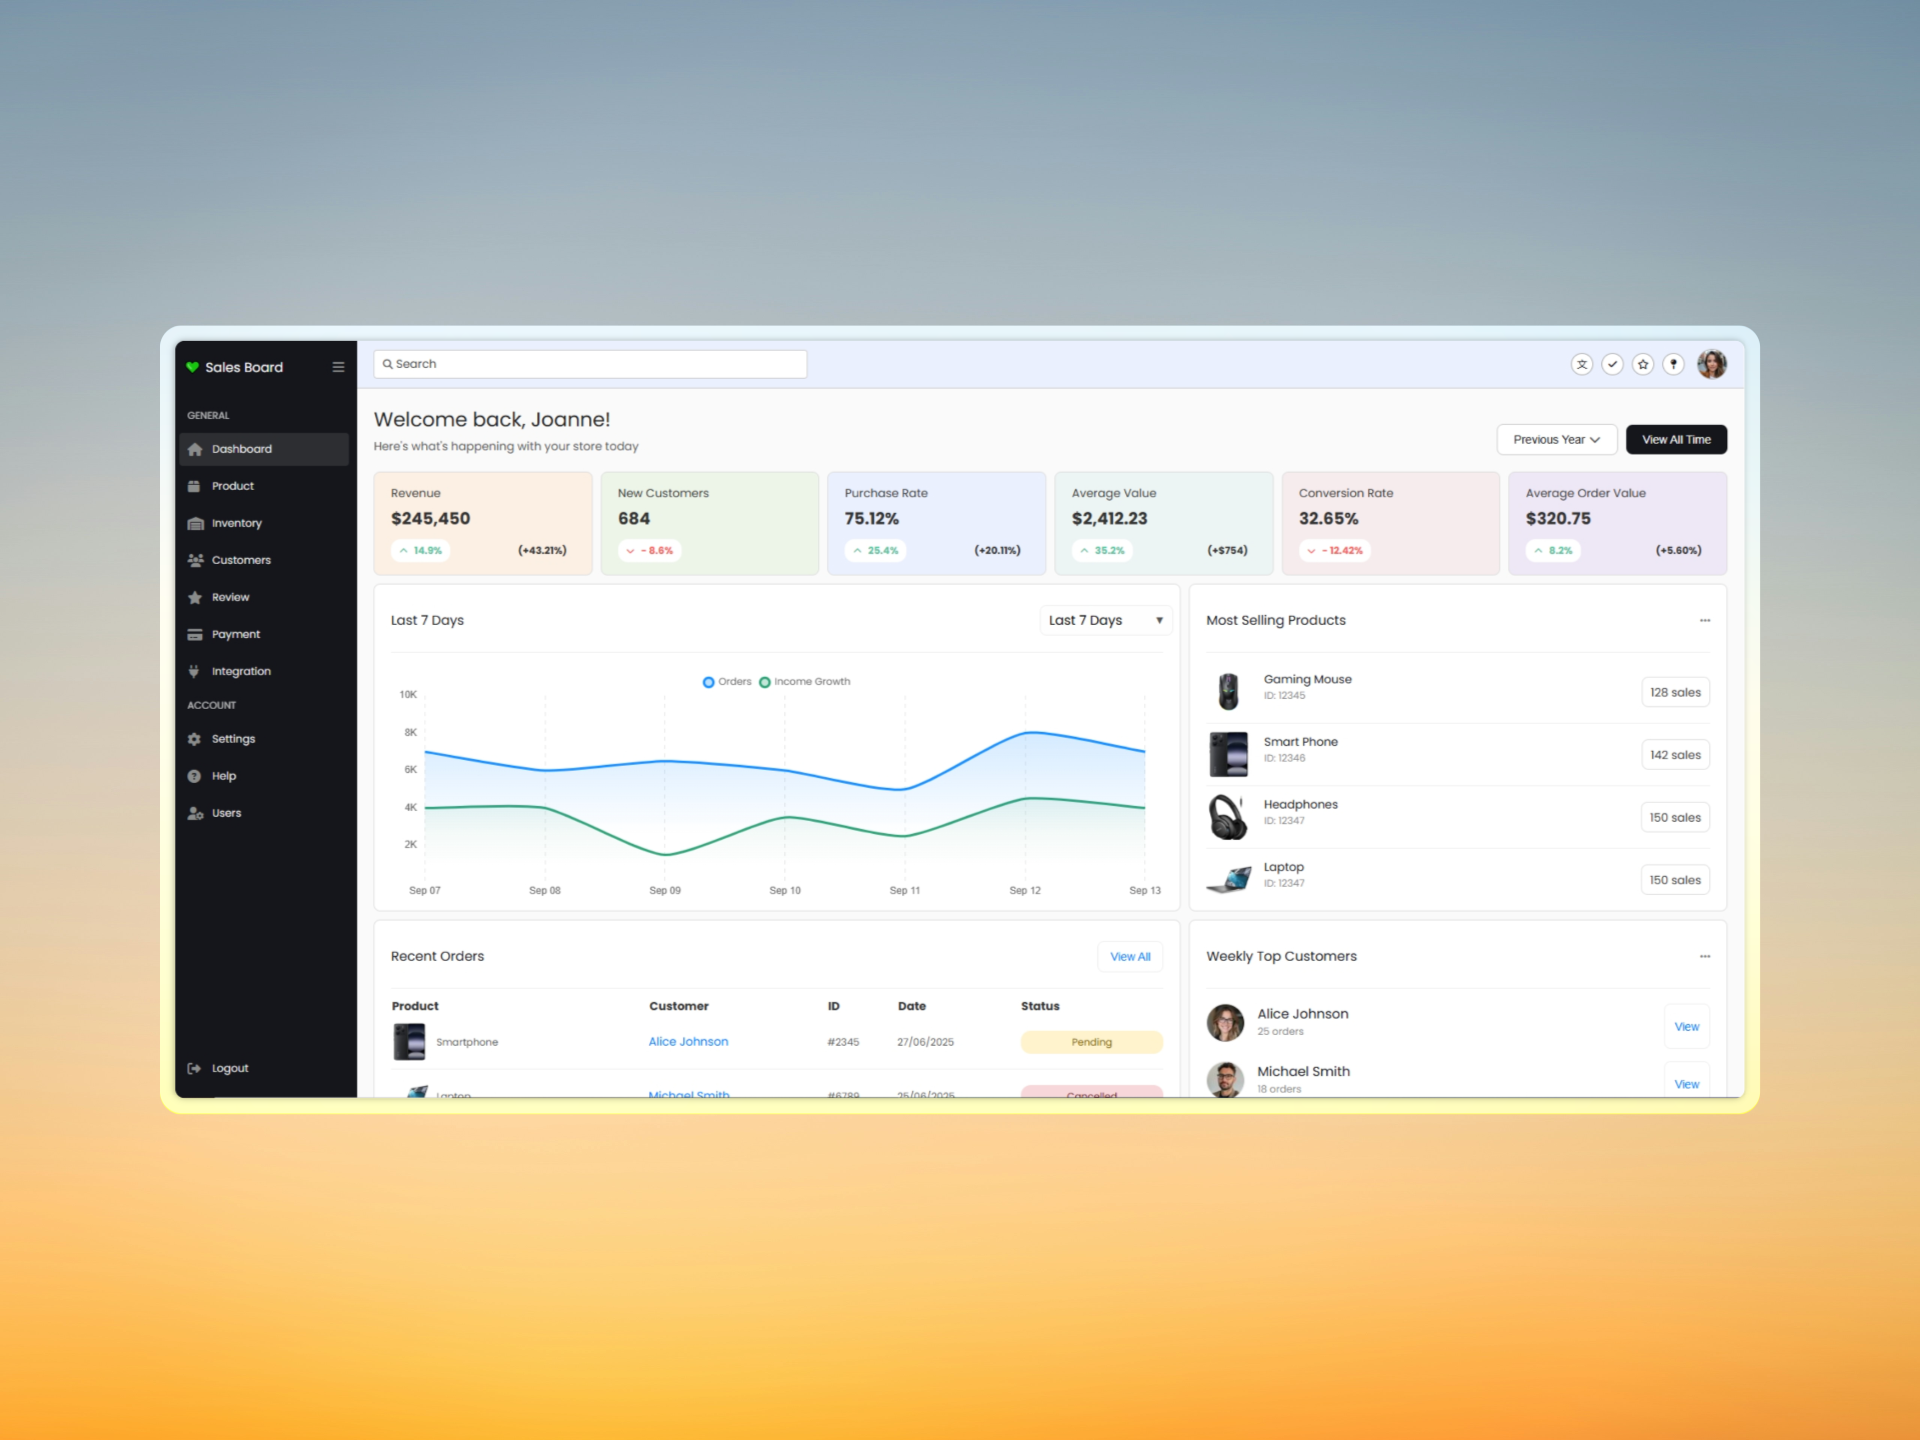 Sales Board
GENERAL
Dashboard
Product
Inventory
Customers
Review
Payment
Integration
ACCOUNT
Settings
Help
Users
Logout
Search
文
Welcome back, Joanne!
Here's what's happening with your store today
Previous Year
View All Time
Revenue
$245,450
14.9% (+43.21%)
New Customers
684
- 8.6%
Purchase Rate
75.12%
25.4% (+20.11%)
Average Value
$2,412.23
35.2% (+$754)
Conversion Rate
32.65%
- 12.42%
Average Order Value
$320.75
8.2% (+5.60%)
Last 7 Days
Last 7 Days
Orders Income Growth
10K
8K
6K
4K
2K
Sep 07 Sep 08 Sep 09 Sep 10 Sep 11 Sep 12 Sep 13
Most Selling Products
Gaming Mouse
ID: 12345
128 sales
Smart Phone
ID: 12346
142 sales
Headphones
ID: 12347
150 sales
Laptop
ID: 12347
150 sales
Recent Orders
View All
Product Customer ID Date Status
Smartphone Alice Johnson #2345 27/06/2025 Pending
Laptop Michael Smith #6789 25/06/2025 Cancelled
Weekly Top Customers
Alice Johnson
25 orders
View
Michael Smith
18 orders
View